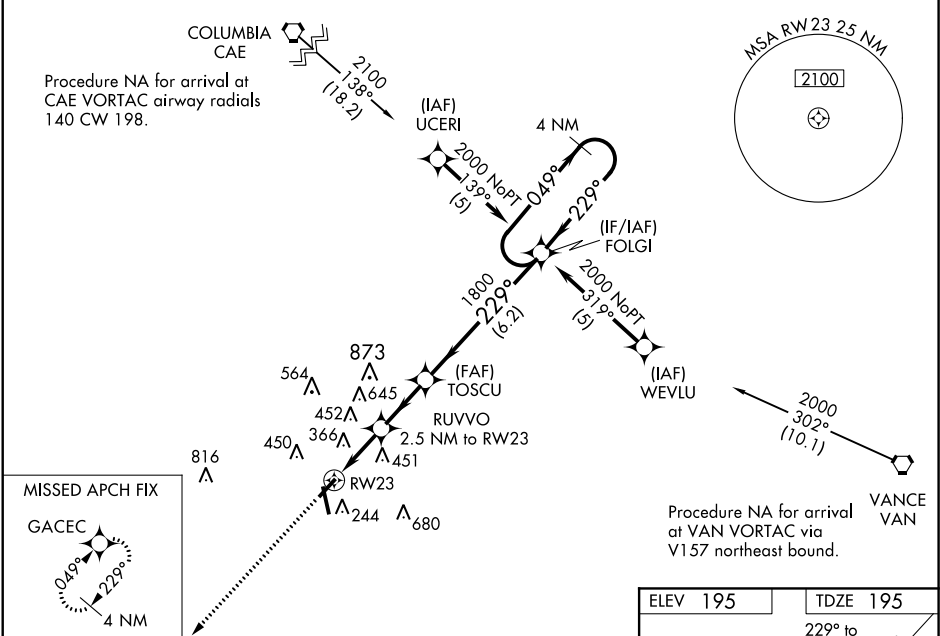 COLUMBIA
CAE
2100
138°
(18.2)
Procedure NA for arrival at
CAE VORTAC airway radials
140 CW 198.
(IAF)
UCERI
2000 NoPT
139°
(5)
4 NM
049°
229°
MSA RW23 25 NM
2100
(IF/IAF)
FOLGI
2000 NoPT
319°
(5)
1800
229°
(6.2)
(IAF)
WEVLU
2000
302°
(10.1)
VANCE
VAN
Procedure NA for arrival
at VAN VORTAC via
V157 northeast bound.
873
564
645
452
366
450
816
(FAF)
TOSCU
RUVVO
2.5 NM to RW23
451
RW23
244
680
MISSED APCH FIX
GACEC
049°
229°
4 NM
ELEV 195
TDZE 195
229° to